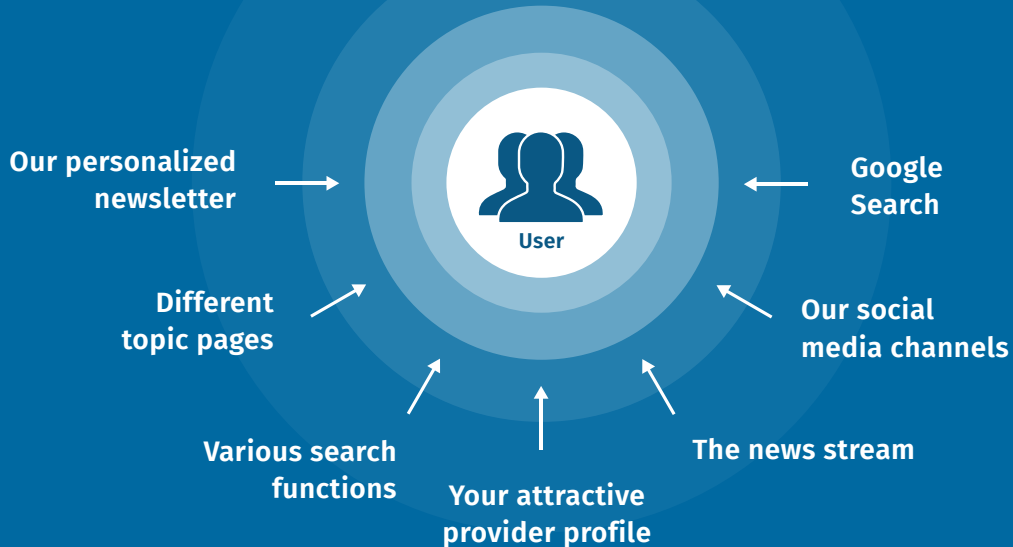 Our personalized
newsletter
Different
topic pages
Various search
functions
Your attractive
provider profile
The news stream
Our social
media channels
Google
Search
User